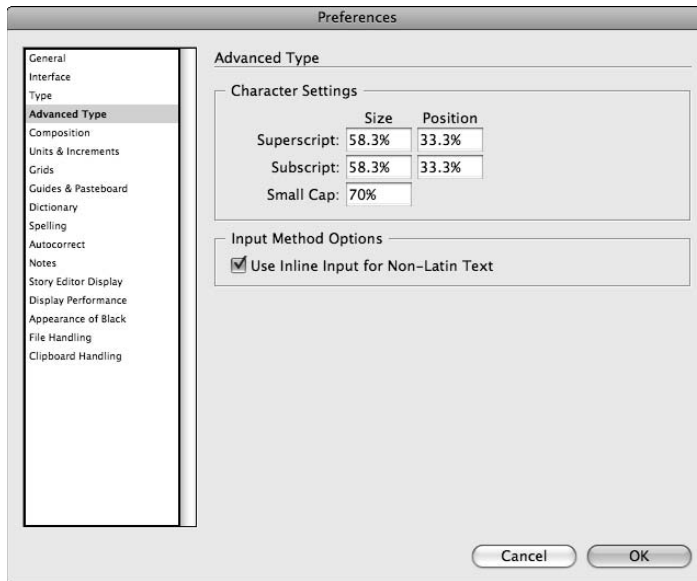 Preferences
General
Interface
Type
Advanced Type
Composition
Units & Increments
Grids
Guides & Pasteboard
Dictionary
Spelling
Autocorrect
Notes
Story Editor Display
Display Performance
Appearance of Black
File Handling
Clipboard Handling
Advanced Type
Character Settings
Size Position
Superscript: 58.3% 33.3%
Subscript: 58.3% 33.3%
Small Cap: 70%
Input Method Options
Use Inline Input for Non-Latin Text
Cancel OK